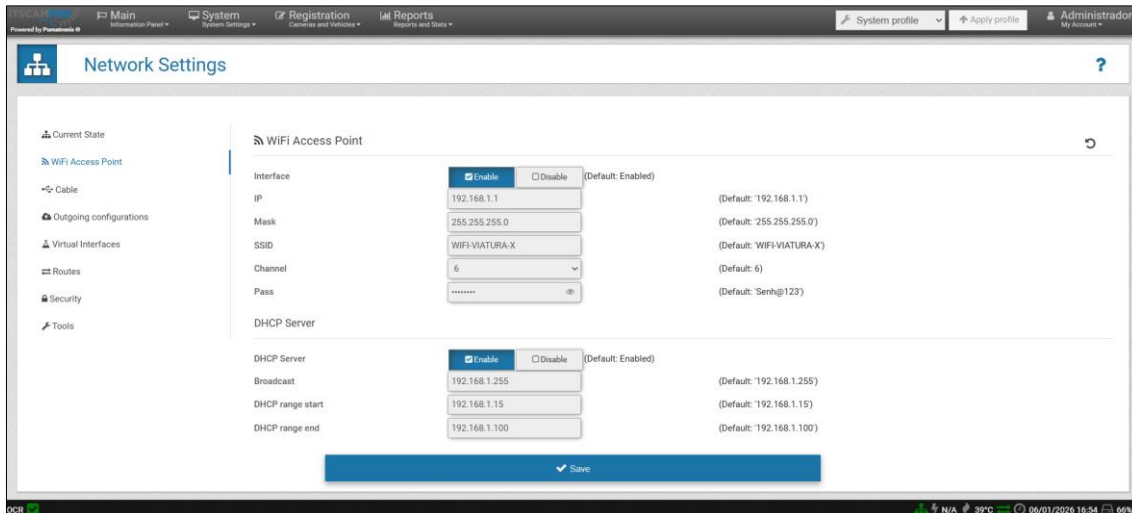 ITSCAMPRO Main System Registration Reports System profile Apply profile Administrador
Powered by Pumatronix © Information Panel System Settings Cameras and Vehicles Reports and Stats My Account
Network Settings ?
Current State
WiFi Access Point
Cable
Outgoing configurations
Virtual Interfaces
Routes
Security
Tools
WiFi Access Point
Interface Enable Disable (Default: Enabled)
IP 192.168.1.1 (Default: '192.168.1.1')
Mask 255.255.255.0 (Default: '255.255.255.0')
SSID WIFI-VIATURA-X (Default: 'WIFI-VIATURA-X')
Channel 6 (Default: 6)
Pass •••••••• (Default: 'Senh@123')
DHCP Server
DHCP Server Enable Disable (Default: Enabled)
Broadcast 192.168.1.255 (Default: '192.168.1.255')
DHCP range start 192.168.1.15 (Default: '192.168.1.15')
DHCP range end 192.168.1.100 (Default: '192.168.1.100')
Save
OCR N/A 39°C 06/01/2026 16:54 66%